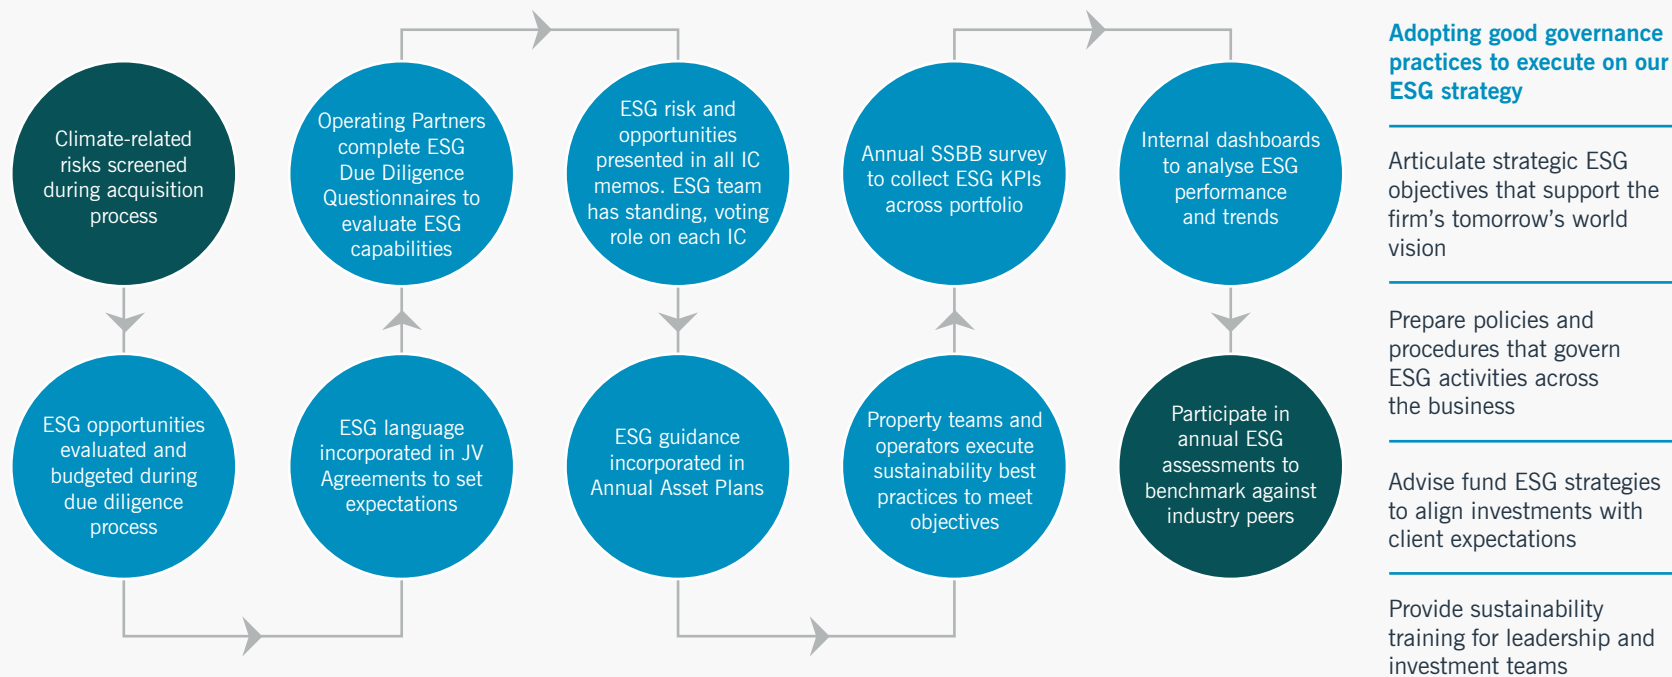 Climate-related
risks screened
during acquisition
process
ESG opportunities
evaluated and
budgeted during
due diligence
process
ESG language
incorporated in JV
Agreements to set
expectations
Operating Partners
complete ESG
Due Diligence
Questionnaires to
evaluate ESG
capabilities
ESG risk and
opportunities
presented in all IC
memos. ESG team
has standing, voting
role on each IC
ESG guidance
incorporated in
Annual Asset Plans
Property teams and
operators execute
sustainability best
practices to meet
objectives
Annual SSBB survey
to collect ESG KPIs
across portfolio
Internal dashboards
to analyse ESG
performance
and trends
Participate in
annual ESG
assessments to
benchmark against
industry peers
Adopting good governance
practices to execute on our
ESG strategy
Articulate strategic ESG
objectives that support the
firm's tomorrow's world
vision
Prepare policies and
procedures that govern
ESG activities across
the business
Advise fund ESG strategies
to align investments with
client expectations
Provide sustainability
training for leadership and
investment teams